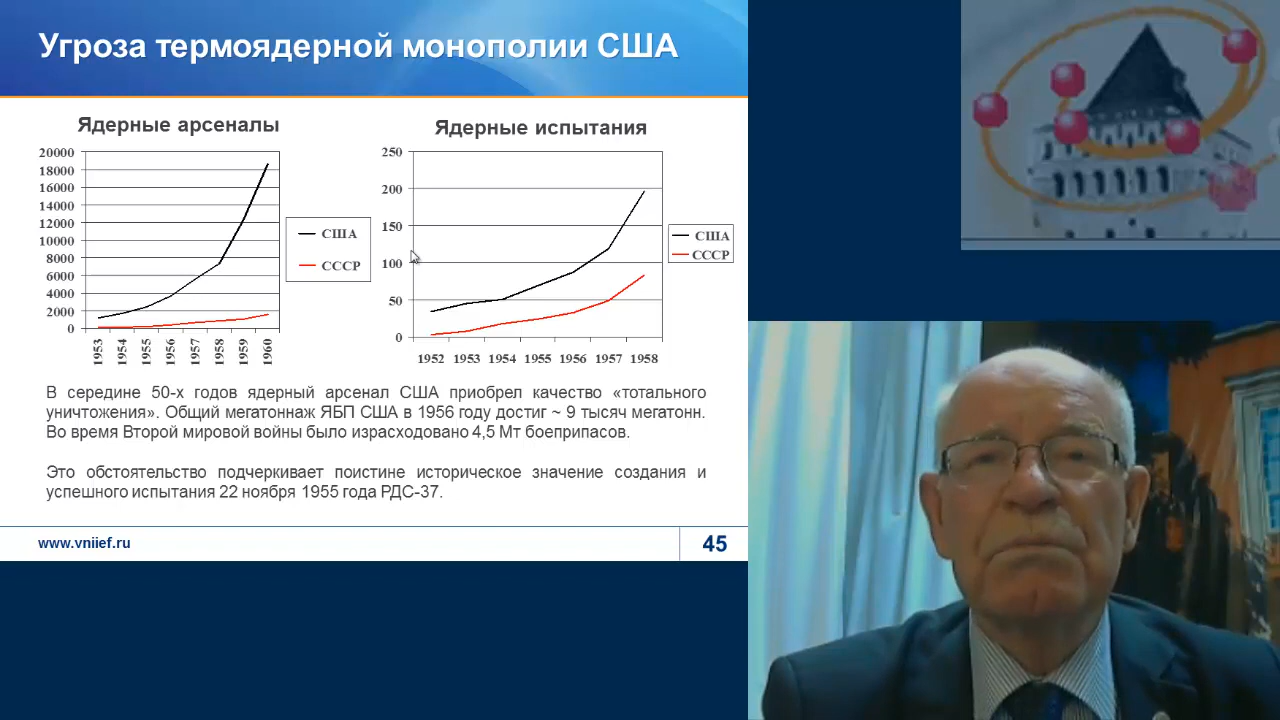 Угроза термоядерной монополии США
Ядерные арсеналы
20000
18000
16000
14000
12000
10000
8000
6000
4000
2000
0
1953
1954
1955
1956
1957
1958
1959
1960
США
СССР
Ядерные испытания
250
200
150
100
50
0
1952
1953
1954
1955
1956
1957
1958
США
СССР
В середине 50-х годов ядерный арсенал США приобрел качество «тотального
уничтожения». Общий мегатоннаж ЯБП США в 1956 году достиг ~ 9 тысяч мегатонн.
Во время Второй мировой войны было израсходовано 4,5 Мт боеприпасов.
Это обстоятельство подчеркивает поистине историческое значение создания и
успешного испытания 22 ноября 1955 года РДС-37.
www.vniief.ru
45